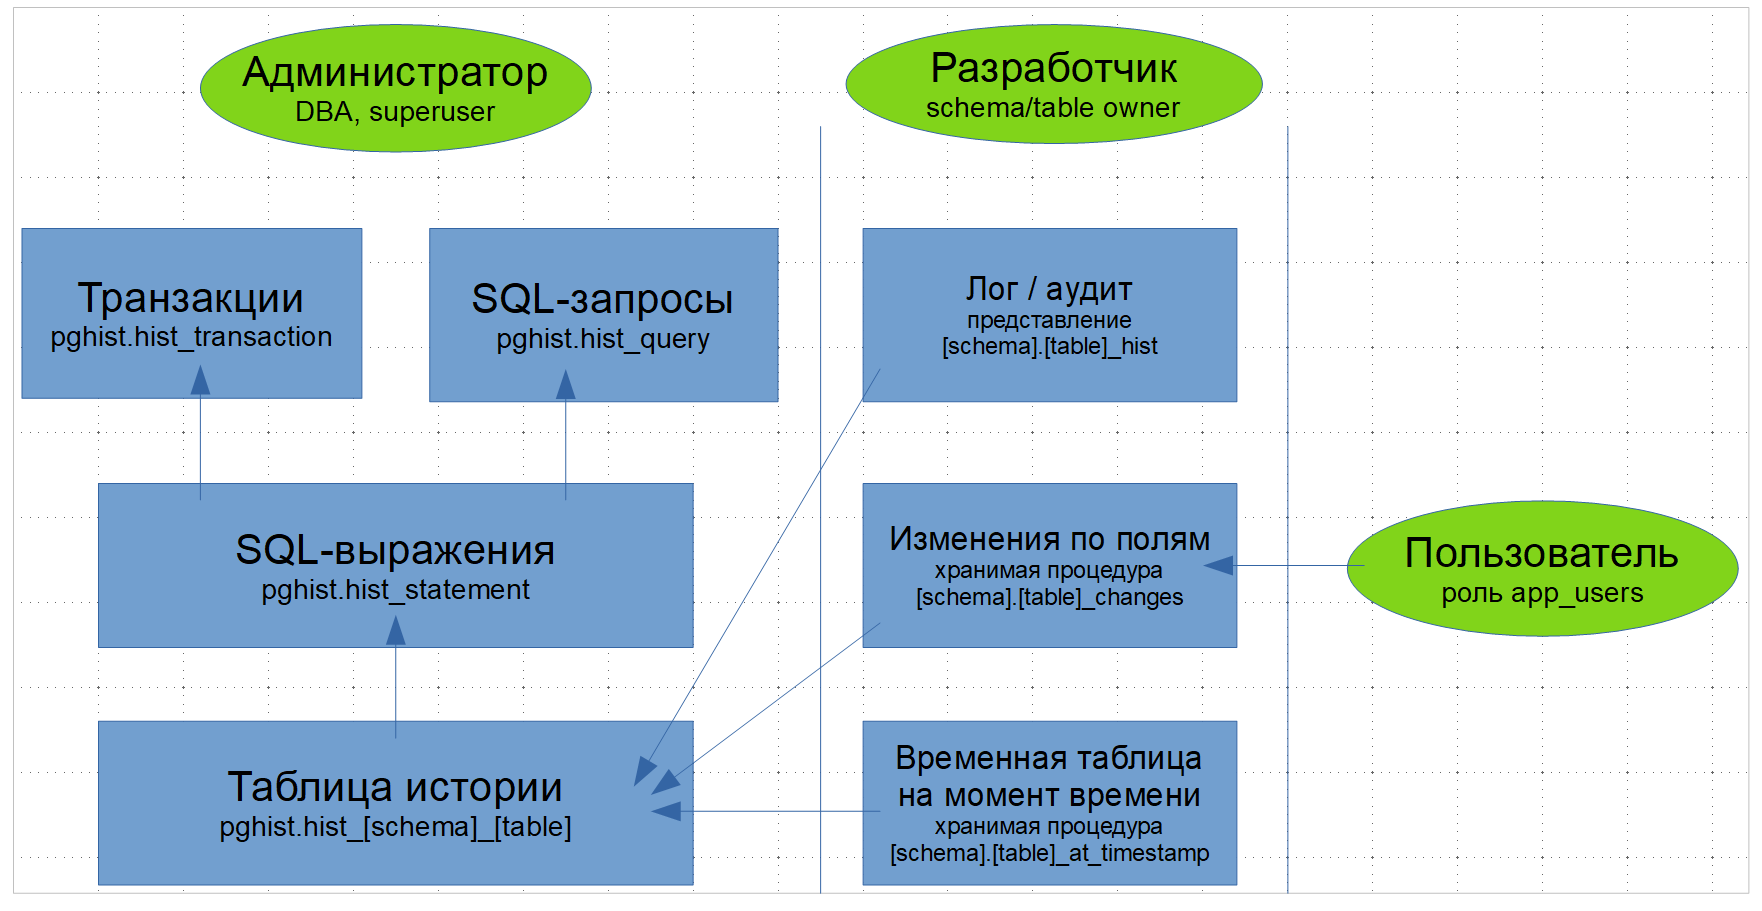 Администратор
DBA, superuser
Разработчик
schema/table owner
Транзакции
pghist.hist_transaction
SQL-запросы
pghist.hist_query
Лог / аудит
представление
[schema].[table]_hist
SQL-выражения
pghist.hist_statement
Изменения по полям
хранимая процедура
[schema].[table]_changes
Пользователь
роль app_users
Таблица истории
pghist.hist_[schema]_[table]
Временная таблица
на момент времени
хранимая процедура
[schema].[table]_at_timestamp